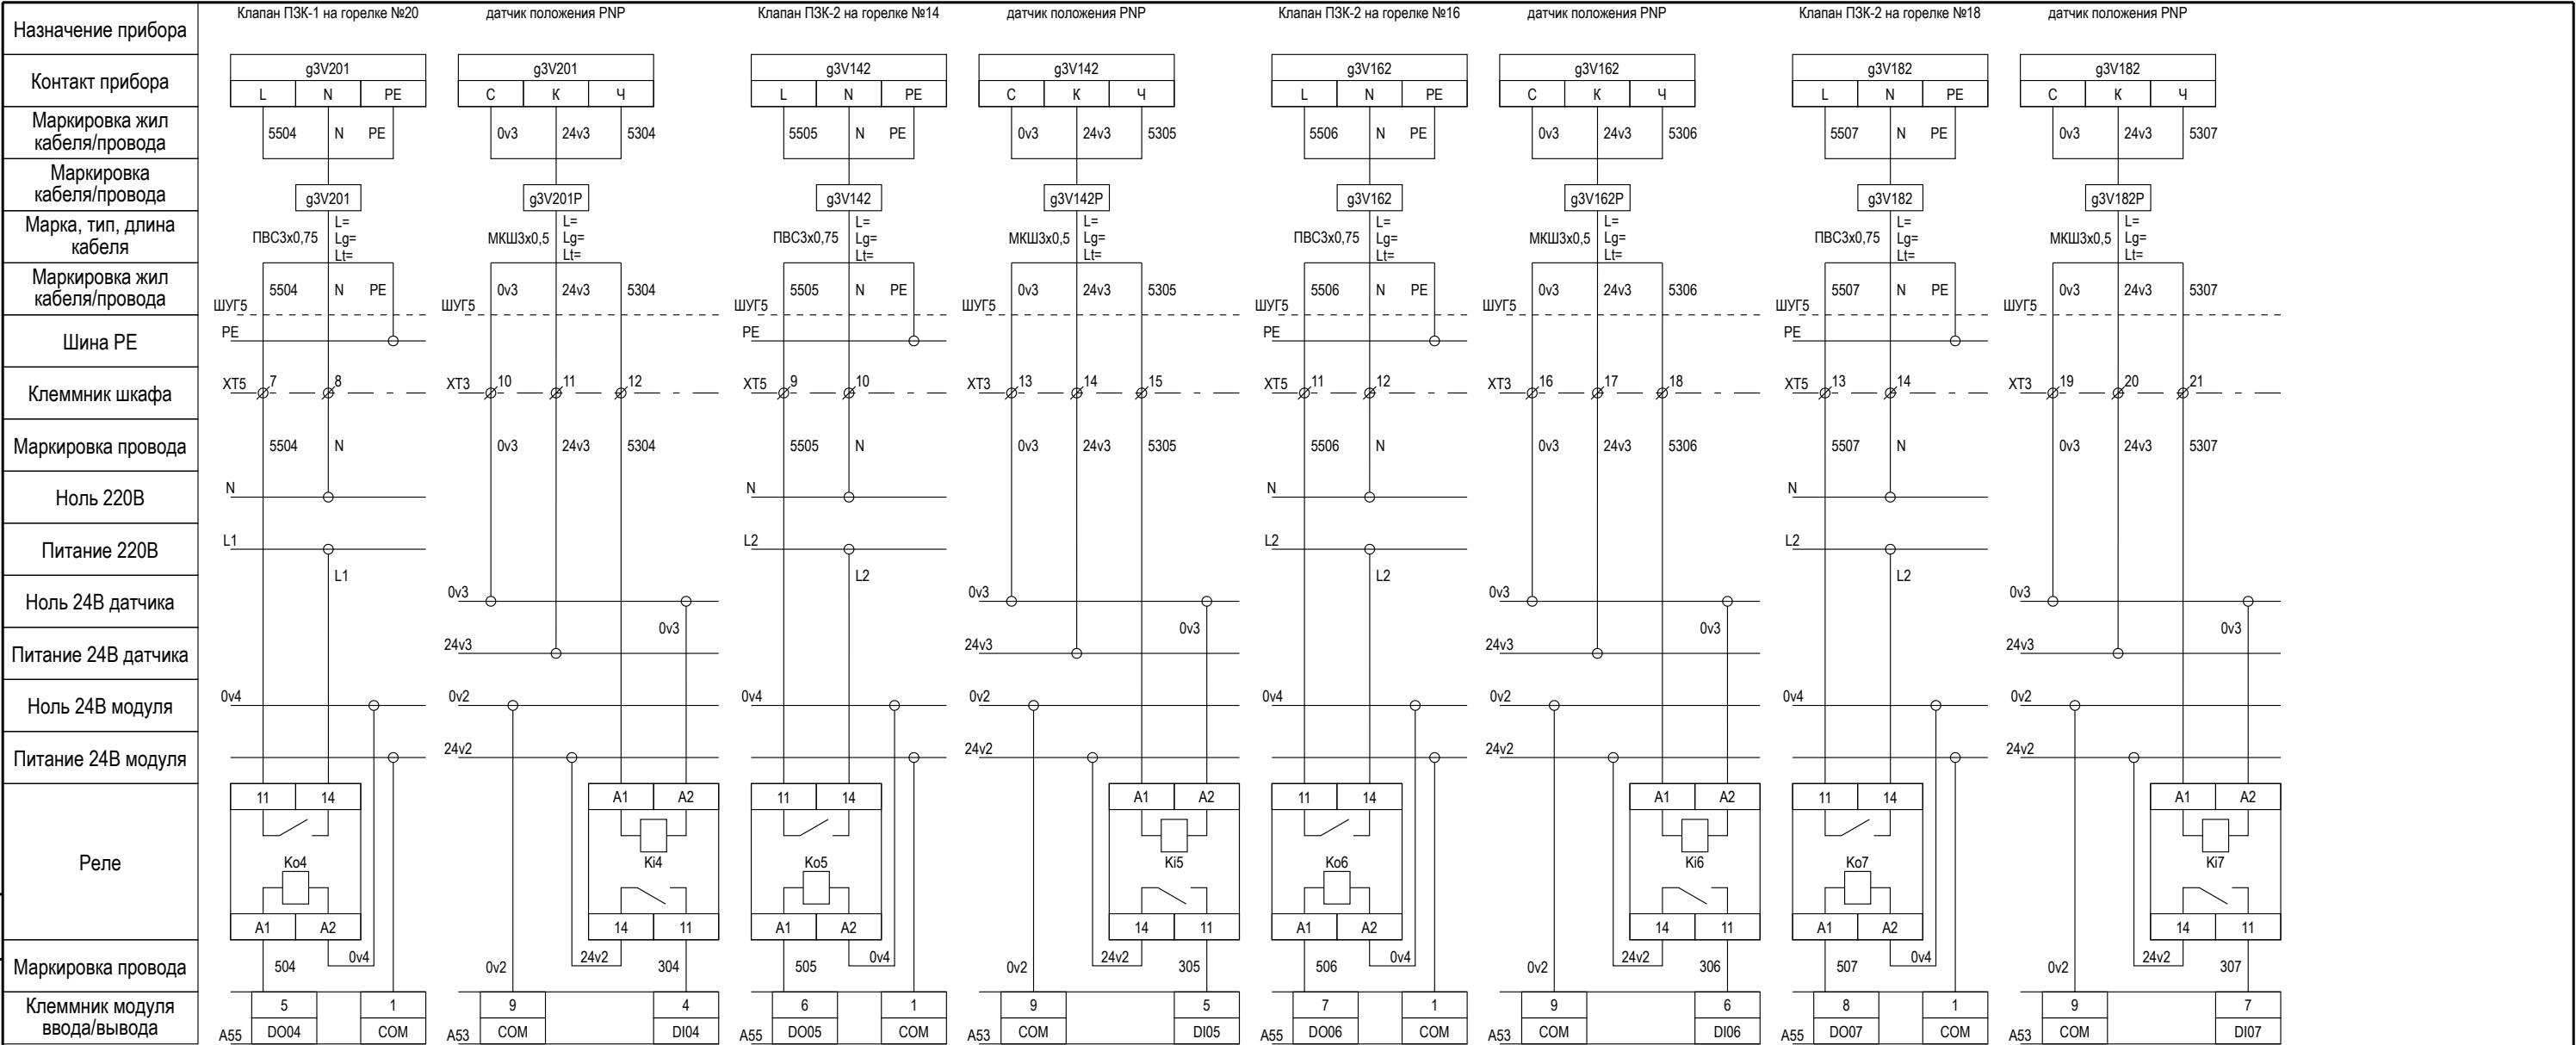 Клапан ПЗК-1 на горелке №20 датчик положения PNP Клапан ПЗК-2 на горелке №14 датчик положения PNP Клапан ПЗК-2 на горелке №16 датчик положения PNP Клапан ПЗК-2 на горелке №18 датчик положения PNP
Назначение прибора
g3V201 g3V201 g3V142 g3V142 g3V162 g3V162 g3V182 g3V182
Контакт прибора
L N PE С К Ч L N PE С К Ч L N PE С К Ч L N PE С К Ч
Маркировка жил
кабеля/провода
5504 N PE 0v3 24v3 5304 5505 N PE 0v3 24v3 5305 5506 N PE 0v3 24v3 5306 5507 N PE 0v3 24v3 5307
Маркировка
кабеля/провода
g3V201 g3V201P g3V142 g3V142P g3V162 g3V162P g3V182 g3V182P
Марка, тип, длина
кабеля
L= L= L= L= L= L= L= L=
ПВС3х0,75 Lg= МКШ3х0,5 Lg= ПВС3х0,75 Lg= МКШ3х0,5 Lg= ПВС3х0,75 Lg= МКШ3х0,5 Lg= ПВС3х0,75 Lg= МКШ3х0,5 Lg=
Lt= Lt= Lt= Lt= Lt= Lt= Lt= Lt=
Маркировка жил
кабеля/провода
5504 N PE 0v3 24v3 5304 5505 N PE 0v3 24v3 5305 5506 N PE 0v3 24v3 5306 5507 N PE 0v3 24v3 5307
ШУГ5 ШУГ5 ШУГ5 ШУГ5 ШУГ5 ШУГ5 ШУГ5 ШУГ5
PE PE PE PE
Шина PE
Клеммник шкафа
XT5 7 8 XT3 10 11 12 XT5 9 10 XT3 13 14 15 XT5 11 12 XT3 16 17 18 XT5 13 14 XT3 19 20 21
Маркировка провода
5504 N 0v3 24v3 5304 5505 N 0v3 24v3 5305 5506 N 0v3 24v3 5306 5507 N 0v3 24v3 5307
Ноль 220В
N N N N
Питание 220В
L1 L2 L2 L2
L1 L2 L2 L2
Ноль 24В датчика
0v3 0v3 0v3 0v3
0v3 0v3 0v3 0v3
Питание 24В датчика
24v3 24v3 24v3 24v3
Ноль 24В модуля
0v4 0v2 0v4 0v2 0v4 0v2 0v4 0v2
Питание 24В модуля
24v2 24v2 24v2 24v2
11 14 A1 A2 11 14 A1 A2 11 14 A1 A2 11 14 A1 A2
Реле
Ko4 Ki4 Ko5 Ki5 Ko6 Ki6 Ko7 Ki7
A1 A2 14 11 A1 A2 14 11 A1 A2 14 11 A1 A2 14 11
Маркировка провода
504 0v4 0v2 24v2 304 505 0v4 0v2 24v2 305 506 0v4 0v2 24v2 306 507 0v4 0v2 24v2 307
Клеммник модуля
ввода/вывода
5 1 9 4 6 1 9 5 7 1 9 6 8 1 9 7
A55 DO04 COM A53 COM DI04 A55 DO05 COM A53 COM DI05 A55 DO06 COM A53 COM DI06 A55 DO07 COM A53 COM DI07